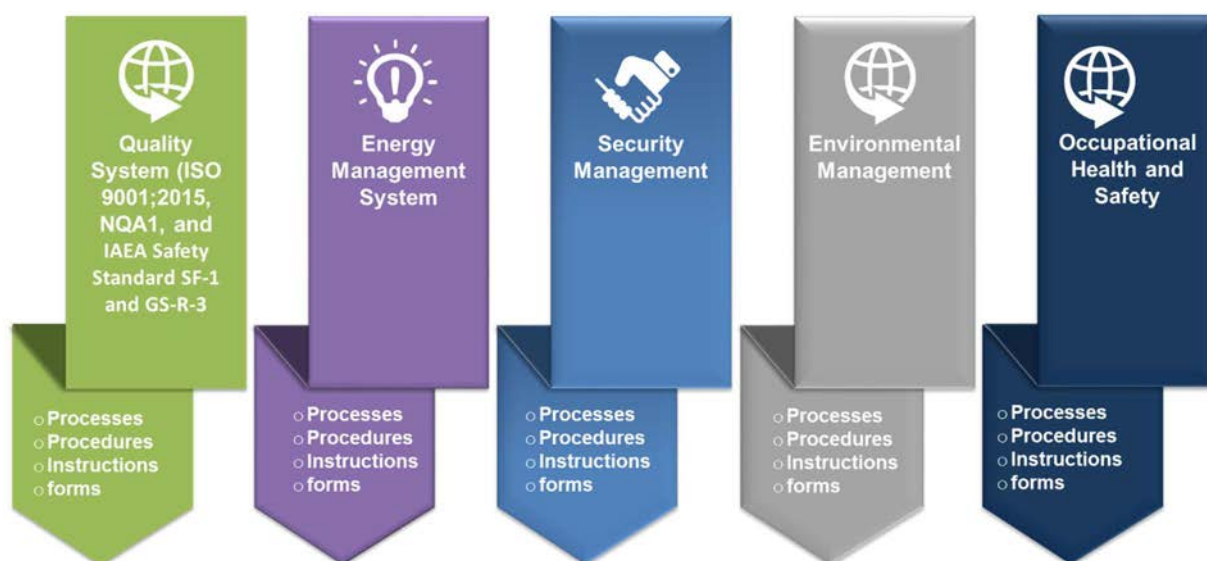 Quality
System (ISO
9001;2015,
NQA1, and
IAEA Safety
Standard SF-1
and GS-R-3
Energy
Management
System
Security
Management
Environmental
Management
Occupational
Health and
Safety
○ Processes
○ Procedures
○ Instructions
○ forms
○ Processes
○ Procedures
○ Instructions
○ forms
○ Processes
○ Procedures
○ Instructions
○ forms
○ Processes
○ Procedures
○ Instructions
○ forms
○ Processes
○ Procedures
○ Instructions
○ forms